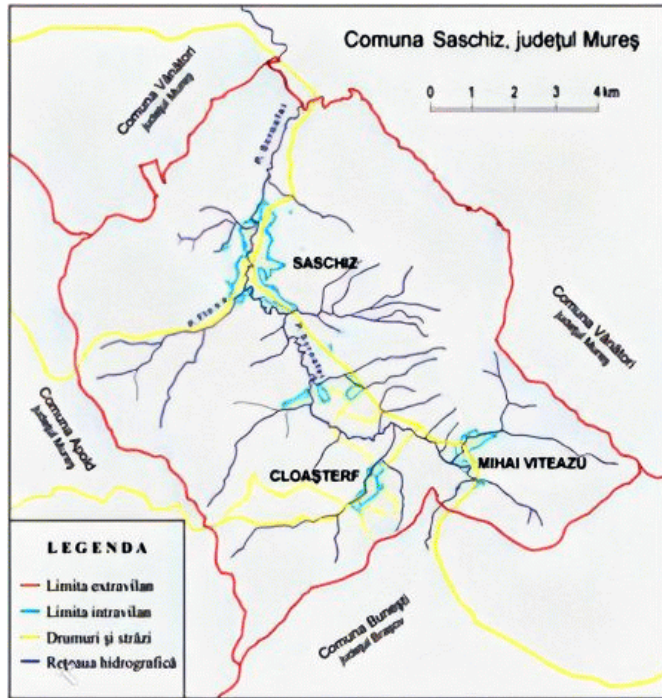 Comuna Saschiz, județul Mureș
0 1 2 3 4 km
Comuna Vânători
județul Mureș
P. Scroafei
SASCHIZ
Comuna Vânători
județul Mureș
P. Scroafei
Comuna Apold
județul Mureș
CLOAȘTERF
MIHAI VITEAZU
Comuna Bunești
județul Brașov
LEGENDA
Limita extravilan
Limita intravilan
Drumuri și străzi
Rețeaua hidrografică